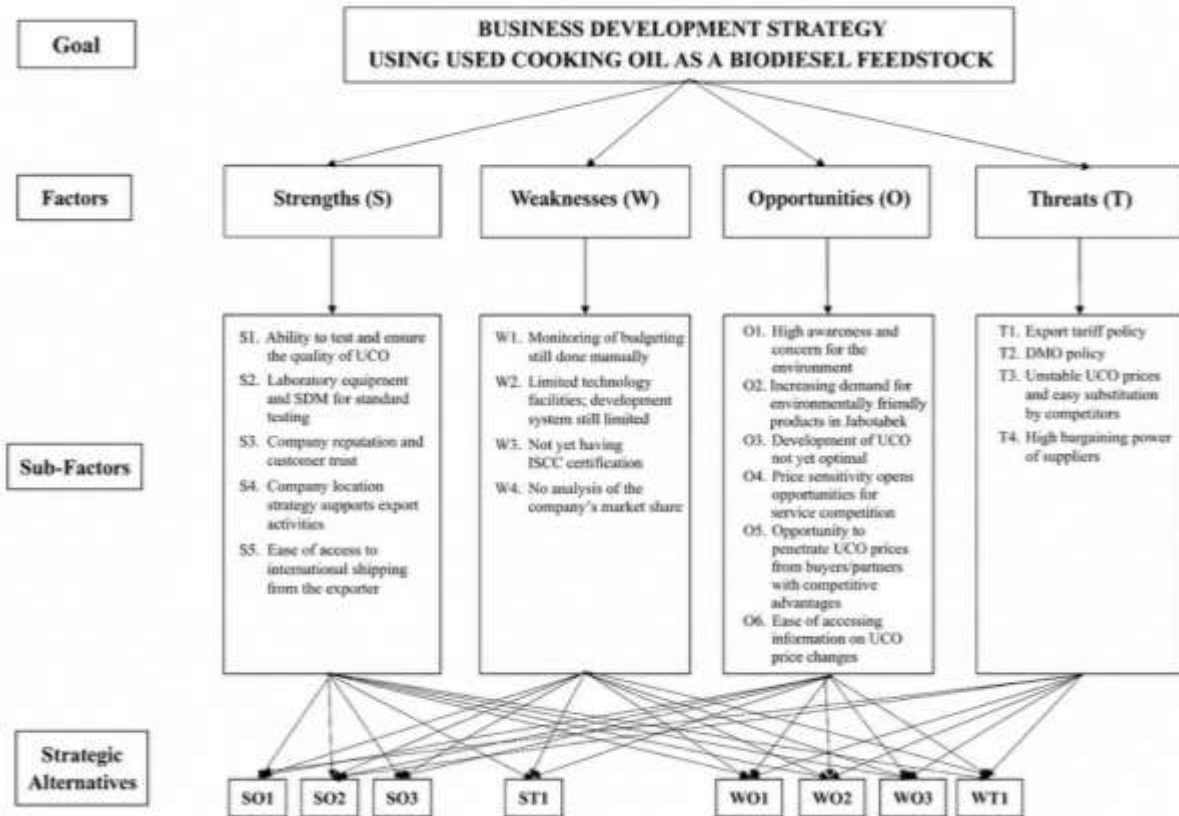 Goal
BUSINESS DEVELOPMENT STRATEGY
USING USED COOKING OIL AS A BIODIESEL FEEDSTOCK
Factors
Strengths (S)
Weaknesses (W)
Opportunities (O)
Threats (T)
Sub-Factors
S1. Ability to test and ensure
the quality of UCO
S2. Laboratory equipment
and SDM for standard
testing
S3. Company reputation and
customer trust
S4. Company location
strategy supports export
activities
S5. Ease of access to
international shipping
from the exporter
W1. Monitoring of budgeting
still done manually
W2. Limited technology
facilities; development
system still limited
W3. Not yet having
ISCC certification
W4. No analysis of the
company's market share
O1. High awareness and
concern for the
environment
O2. Increasing demand for
environmentally friendly
products in Jabotabek
O3. Development of UCO
not yet optimal
O4. Price sensitivity opens
opportunities for
service competition
O5. Opportunity to
penetrate UCO prices
from buyers/partners
with competitive
advantages
O6. Ease of accessing
information on UCO
price changes
T1. Export tariff policy
T2. DMO policy
T3. Unstable UCO prices
and easy substitution
by competitors
T4. High bargaining power
of suppliers
Strategic
Alternatives
SO1
SO2
SO3
ST1
WO1
WO2
WO3
WT1